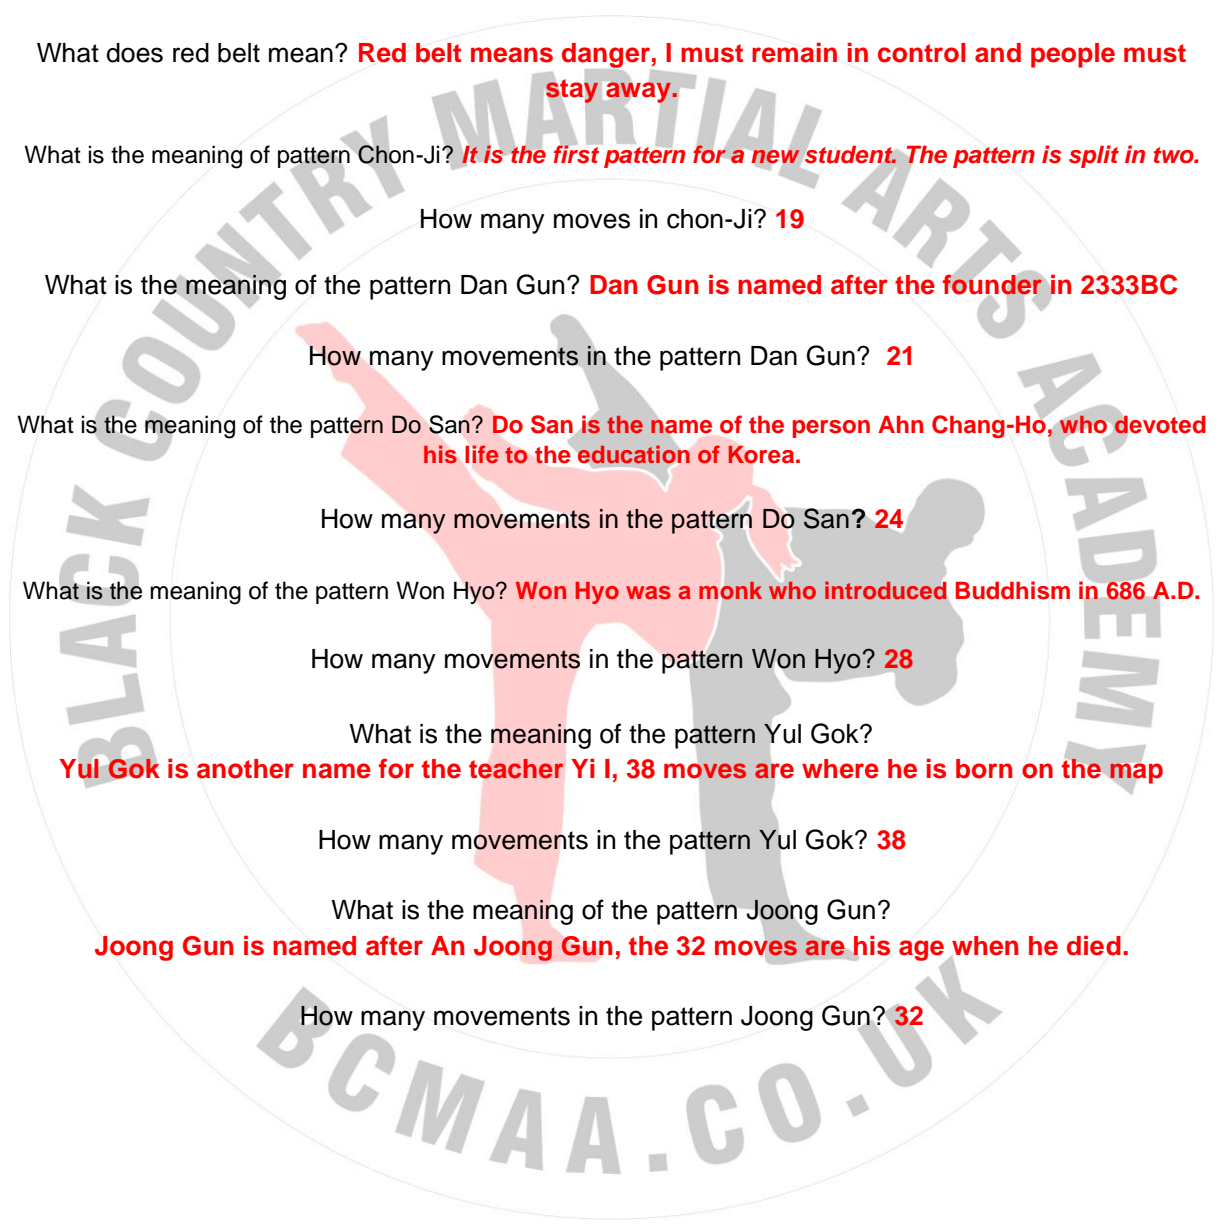 What does red belt mean? Red belt means danger, I must remain in control and people must
stay away.
What is the meaning of pattern Chon-Ji? It is the first pattern for a new student. The pattern is split in two.
How many moves in chon-Ji? 19
What is the meaning of the pattern Dan Gun? Dan Gun is named after the founder in 2333BC
How many movements in the pattern Dan Gun? 21
What is the meaning of the pattern Do San? Do San is the name of the person Ahn Chang-Ho, who devoted
his life to the education of Korea.
How many movements in the pattern Do San? 24
What is the meaning of the pattern Won Hyo? Won Hyo was a monk who introduced Buddhism in 686 A.D.
How many movements in the pattern Won Hyo? 28
What is the meaning of the pattern Yul Gok?
Yul Gok is another name for the teacher Yi I, 38 moves are where he is born on the map
How many movements in the pattern Yul Gok? 38
What is the meaning of the pattern Joong Gun?
Joong Gun is named after An Joong Gun, the 32 moves are his age when he died.
How many movements in the pattern Joong Gun? 32
BLACK COUNTRY MARTIAL ARTS ACADEMY
BCMAA.CO.UK